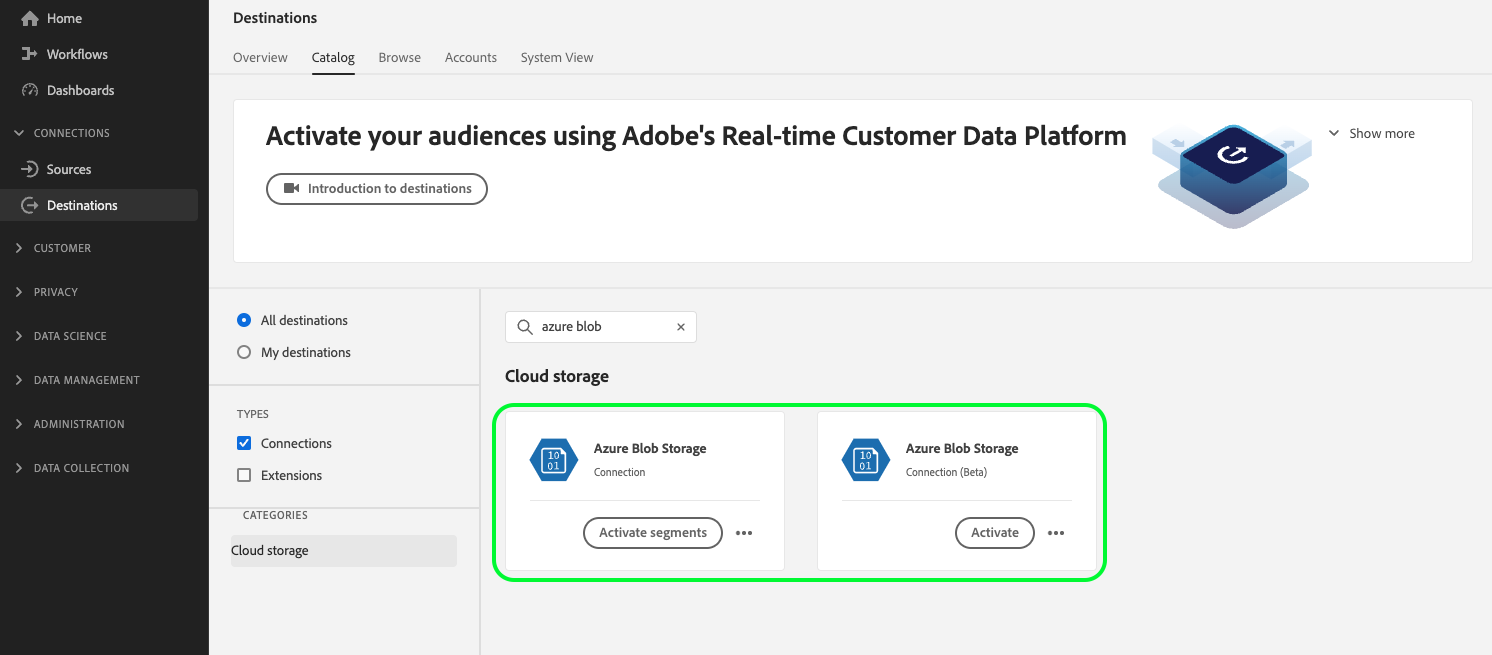 Home
Workflows
Dashboards
CONNECTIONS
Sources
Destinations
CUSTOMER
PRIVACY
DATA SCIENCE
DATA MANAGEMENT
ADMINISTRATION
DATA COLLECTION
Destinations
Overview Catalog Browse Accounts System View
Activate your audiences using Adobe's Real-time Customer Data Platform
Show more
Introduction to destinations
All destinations
My destinations
TYPES
Connections
Extensions
CATEGORIES
Cloud storage
azure blob
Cloud storage
10
01
Azure Blob Storage
Connection
Activate segments
10
01
Azure Blob Storage
Connection (Beta)
Activate